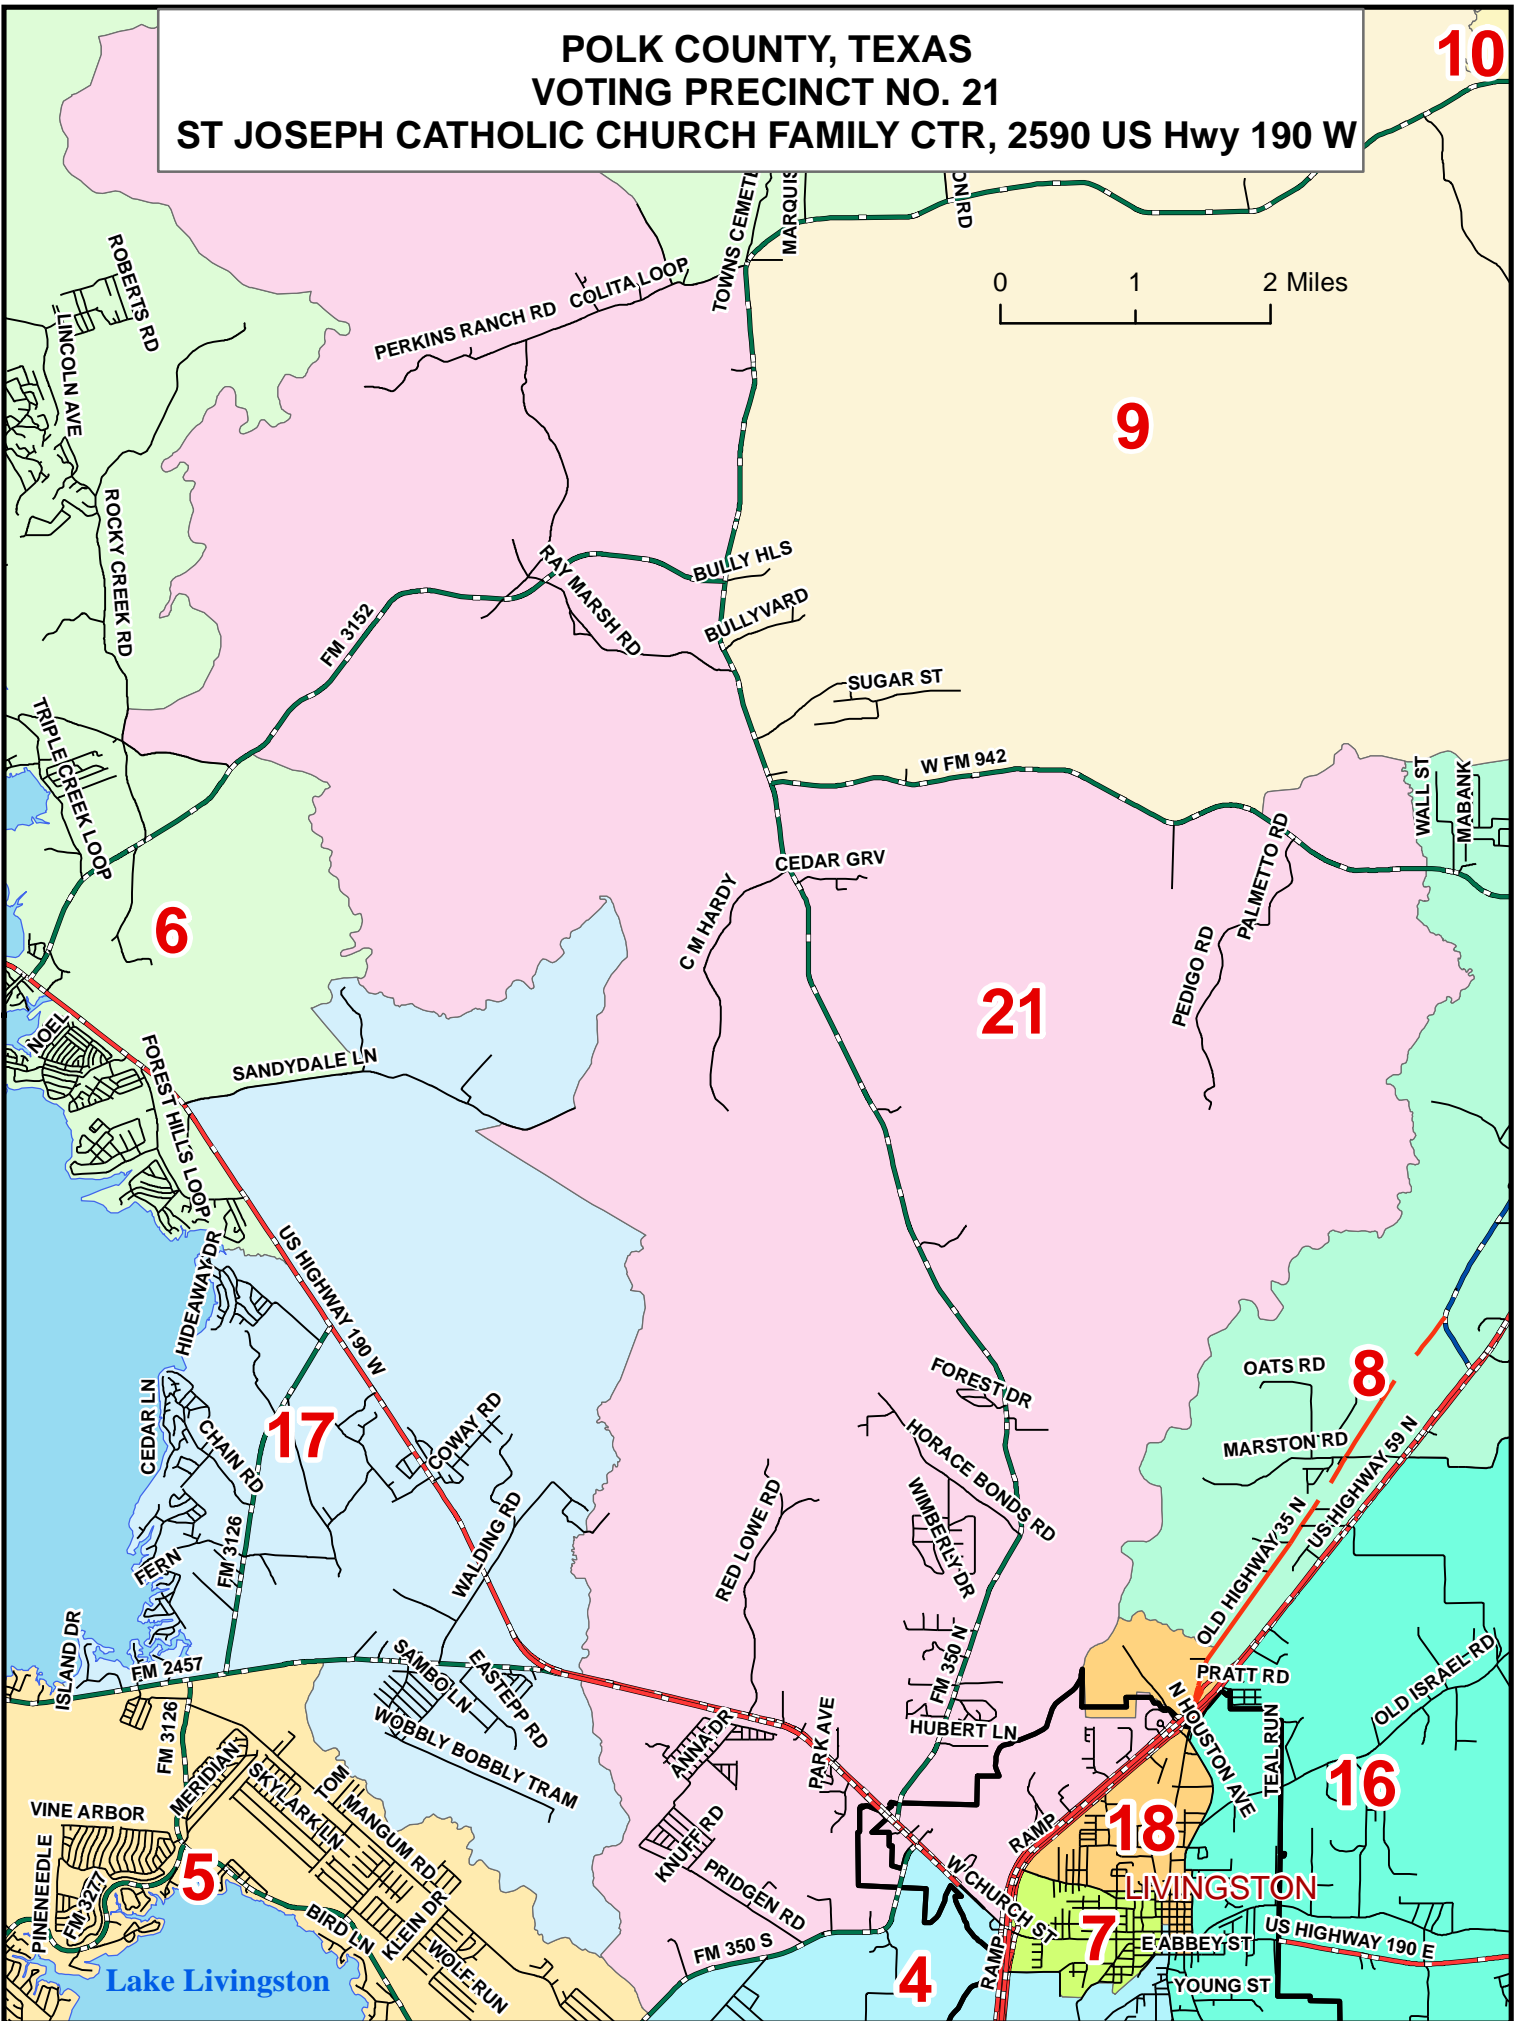 POLK COUNTY, TEXAS
VOTING PRECINCT NO. 21
ST JOSEPH CATHOLIC CHURCH FAMILY CTR, 2590 US Hwy 190 W
10
TOWNS CEMET
MARQUIS
ON RD
ROBERTS RD
COLITA LOOP
0 1 2 Miles
PERKINS RANCH RD
LINCOLN AVE
9
ROCKY CREEK RD
RAY MARSH RD
BULLY HLS
BULLYVARD
FM 3152
SUGAR ST
TRIPLE CREEK LOOP
W FM 942
WALL ST
MABANK
CEDAR GRV
PALMETTO RD
C M HARDY
6
PEDIGO RD
21
NOEL
FOREST HILLS LOOP
SANDYDALE LN
HIDEAWAY DR
US HIGHWAY 190 W
OATS RD
8
FOREST DR
CEDAR LN
17
CHAIN RD
COWAY RD
HORACE BONDS RD
MARSTON RD
US HIGHWAY 59 N
RED LOWE RD
WIMBERLY DR
WALDING RD
OLD HIGHWAY 35 N
FM 3126
FERN
ISLAND DR
FM 2457
SAMBO LN
EASTEPP RD
FM 350 N
PRATT RD
OLD ISRAEL RD
N HOUSTON AVE
TEAL RUN
FM 3126
WOBBLY BOBBLY TRAM
ANNA DR
PARK AVE
HUBERT LN
MERIDIAN
SKYLARK LN
TOM MANGUM RD
16
VINE ARBOR
RAMP
18
KNUFF RD
PINENEEDLE
5
FM 3277
PRIDGEN RD
W CHURCH ST
LIVINGSTON
BIRD LN
KLEIN DR
WOLF RUN
FM 350 S
7
E ABBEY ST
US HIGHWAY 190 E
RAMP
4
YOUNG ST
Lake Livingston